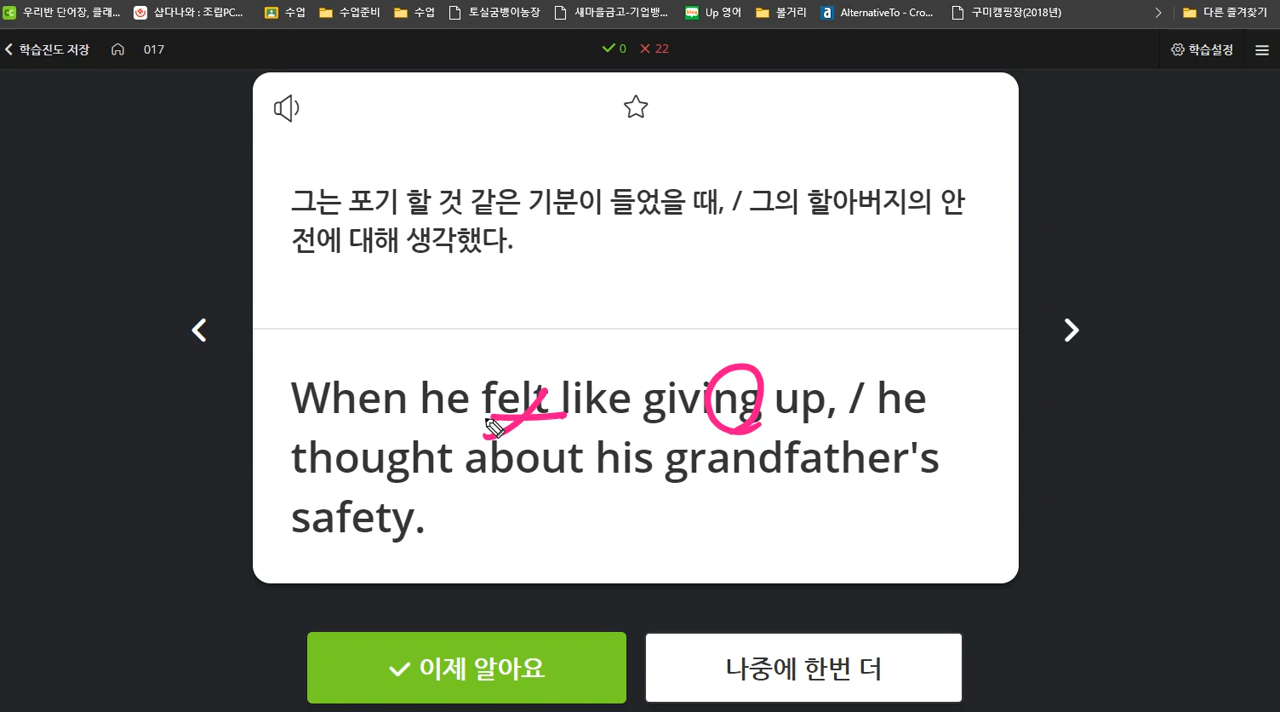 우리반 단어장, 클래... 샵다나와 : 조립PC... 수업 수업준비 수업 토실굼벵이농장 새마을금고-기업뱅... Up 영어 볼거리 AlternativeTo - Cro... 구미캠핑장(2018년) 다른 즐겨찾기
학습진도 저장 017 0 22 학습설정
그는 포기 할 것 같은 기분이 들었을 때, / 그의 할아버지의 안
전에 대해 생각했다.
When he felt like giving up, / he
thought about his grandfather's
safety.
이제 알아요 나중에 한번 더